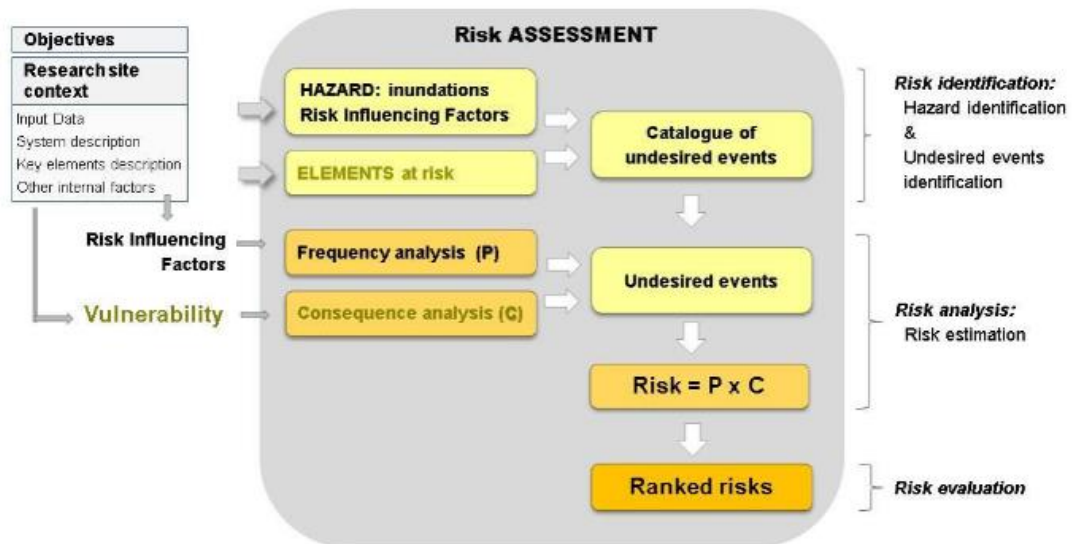 Risk ASSESSMENT
Objectives
Research site
context
Input Data
System description
Key elements description
Other internal factors
Risk Influencing
Factors
Vulnerability
HAZARD: inundations
Risk Influencing Factors
ELEMENTS at risk
Frequency analysis (P)
Consequence analysis (C)
Catalogue of
undesired events
Undesired events
Risk = P x C
Ranked risks
Risk identification:
Hazard identification
&
Undesired events
identification
Risk analysis:
Risk estimation
Risk evaluation